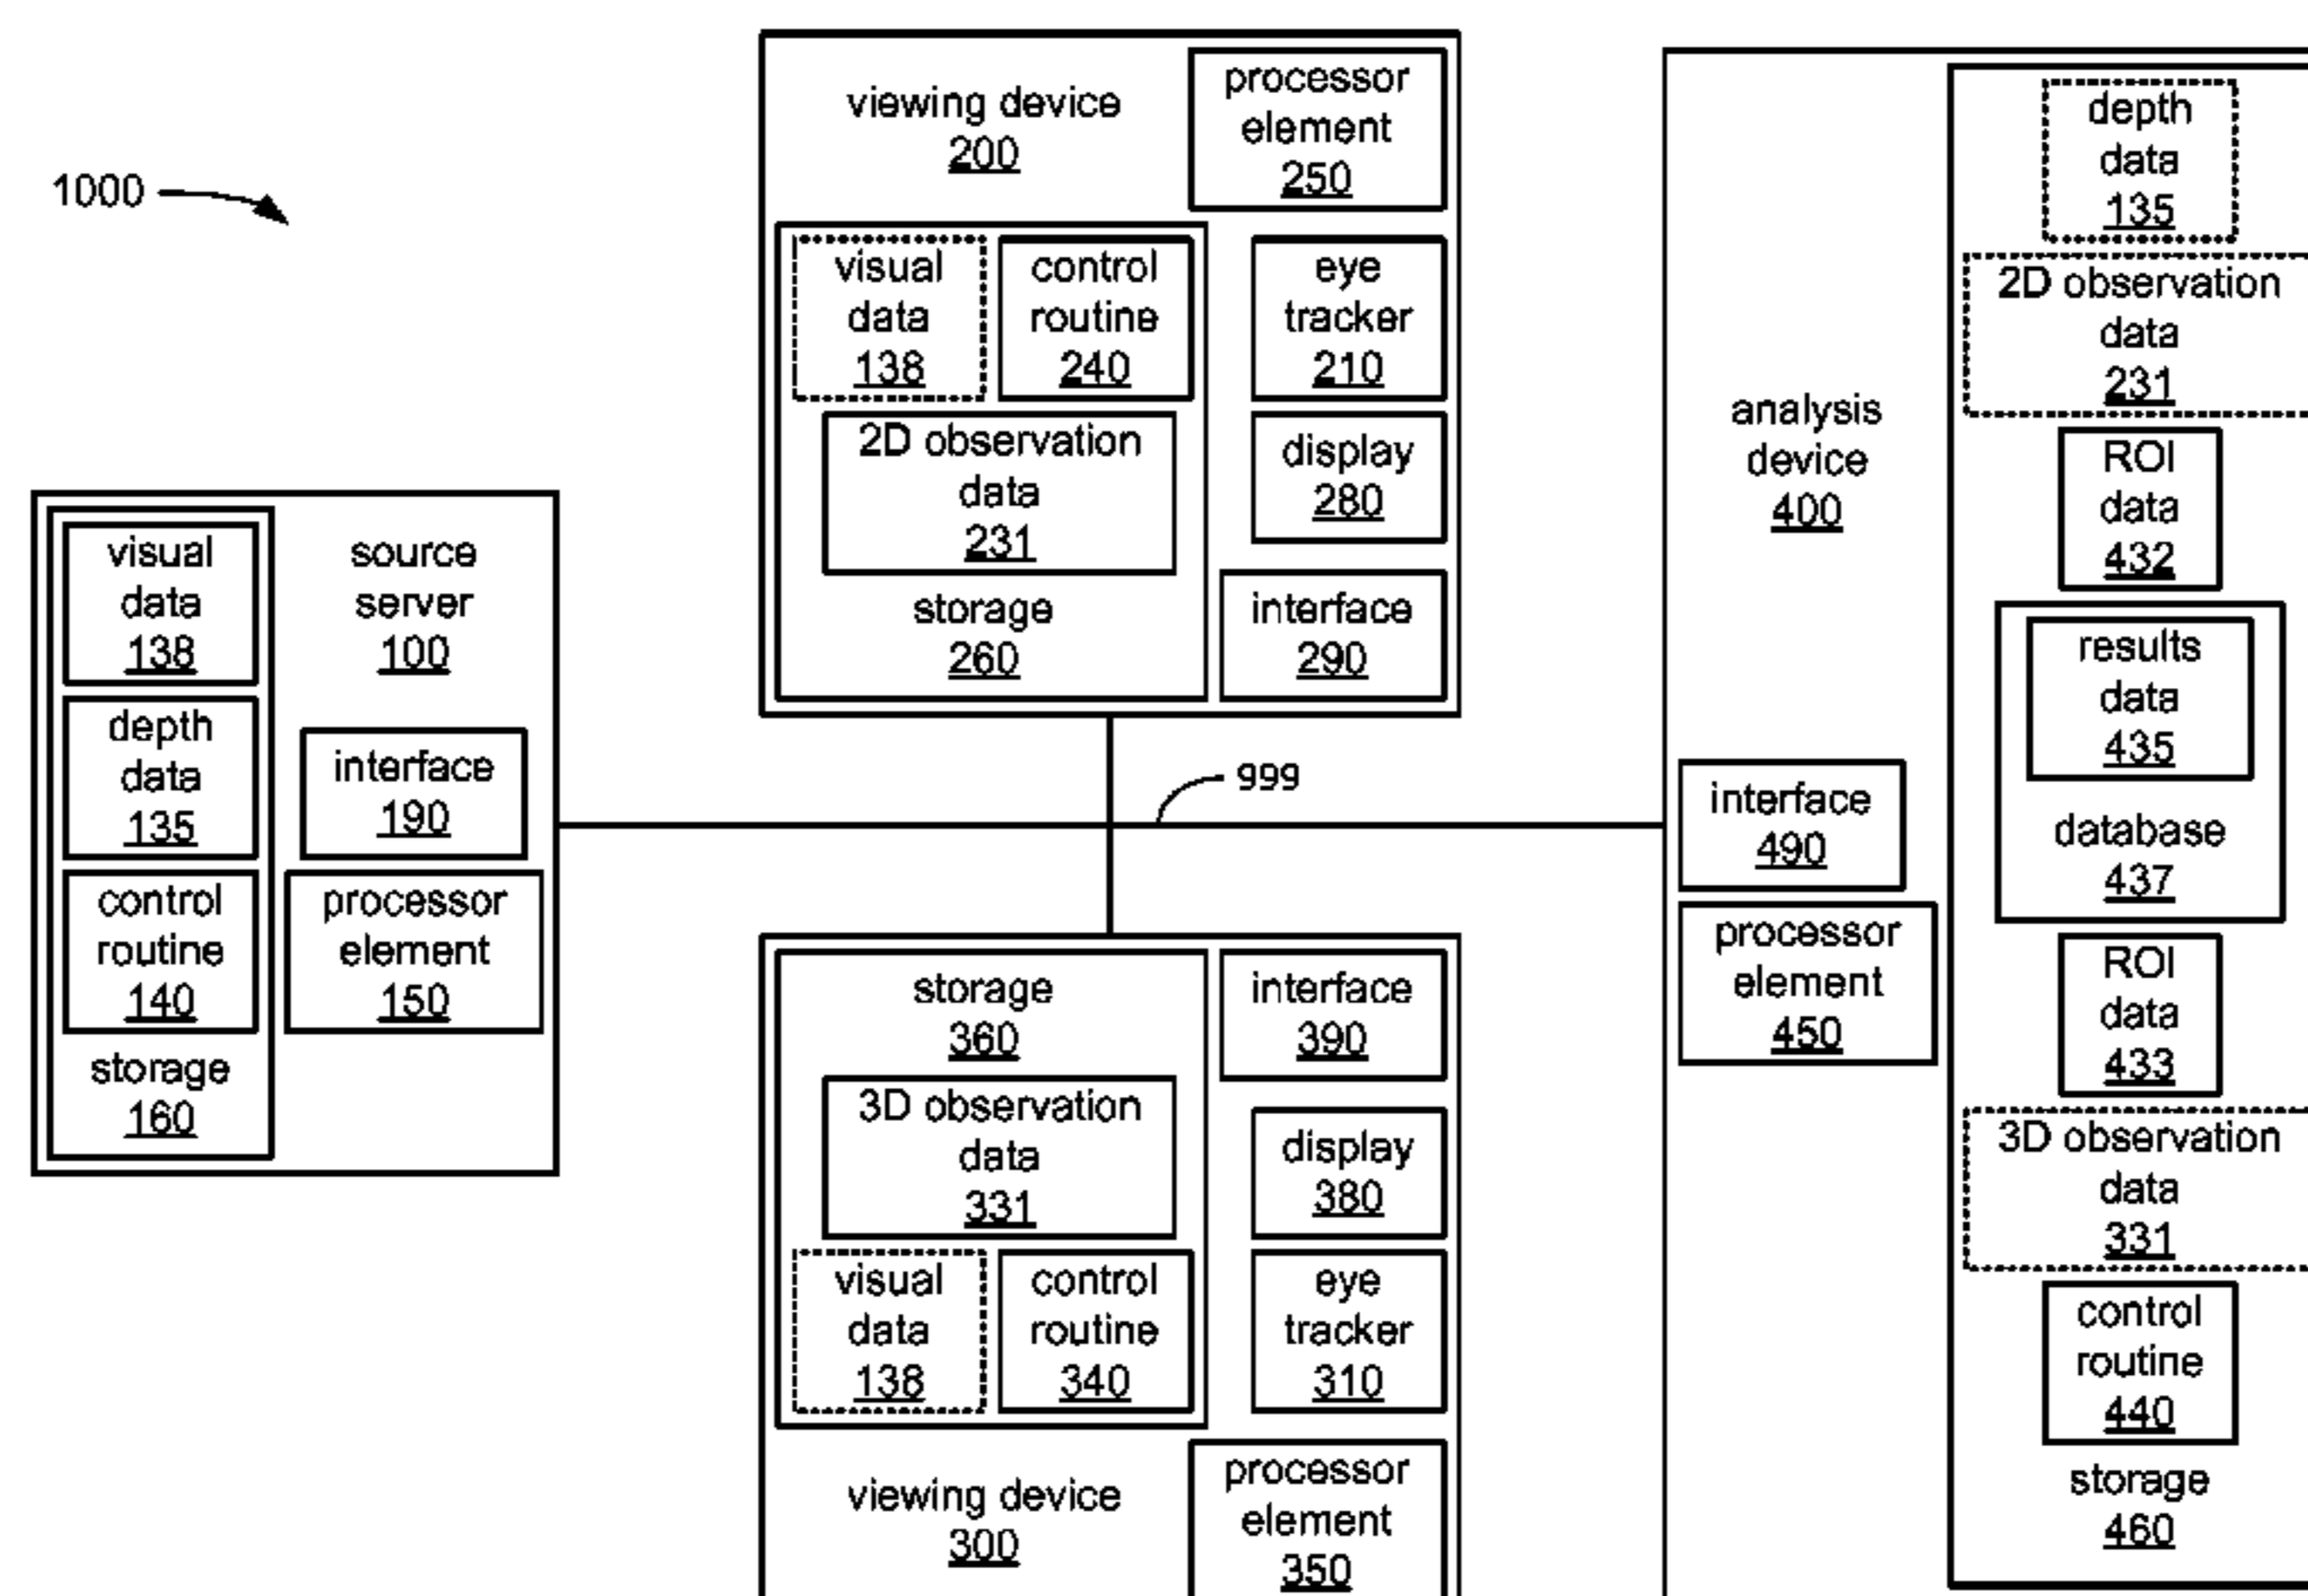 1000
visual
data
138
depth
data
135
control
routine
140
storage
160
source
server
100
interface
190
processor
element
150
viewing device
200
processor
element
250
visual
data
138
control
routine
240
2D observation
data
231
storage
260
eye
tracker
210
display
280
interface
290
999
storage
360
3D observation
data
331
visual
data
138
control
routine
340
interface
390
display
380
eye
tracker
310
viewing device
300
processor
element
350
analysis
device
400
interface
490
processor
element
450
depth
data
135
2D observation
data
231
ROI
data
432
results
data
435
database
437
ROI
data
433
3D observation
data
331
control
routine
440
storage
460